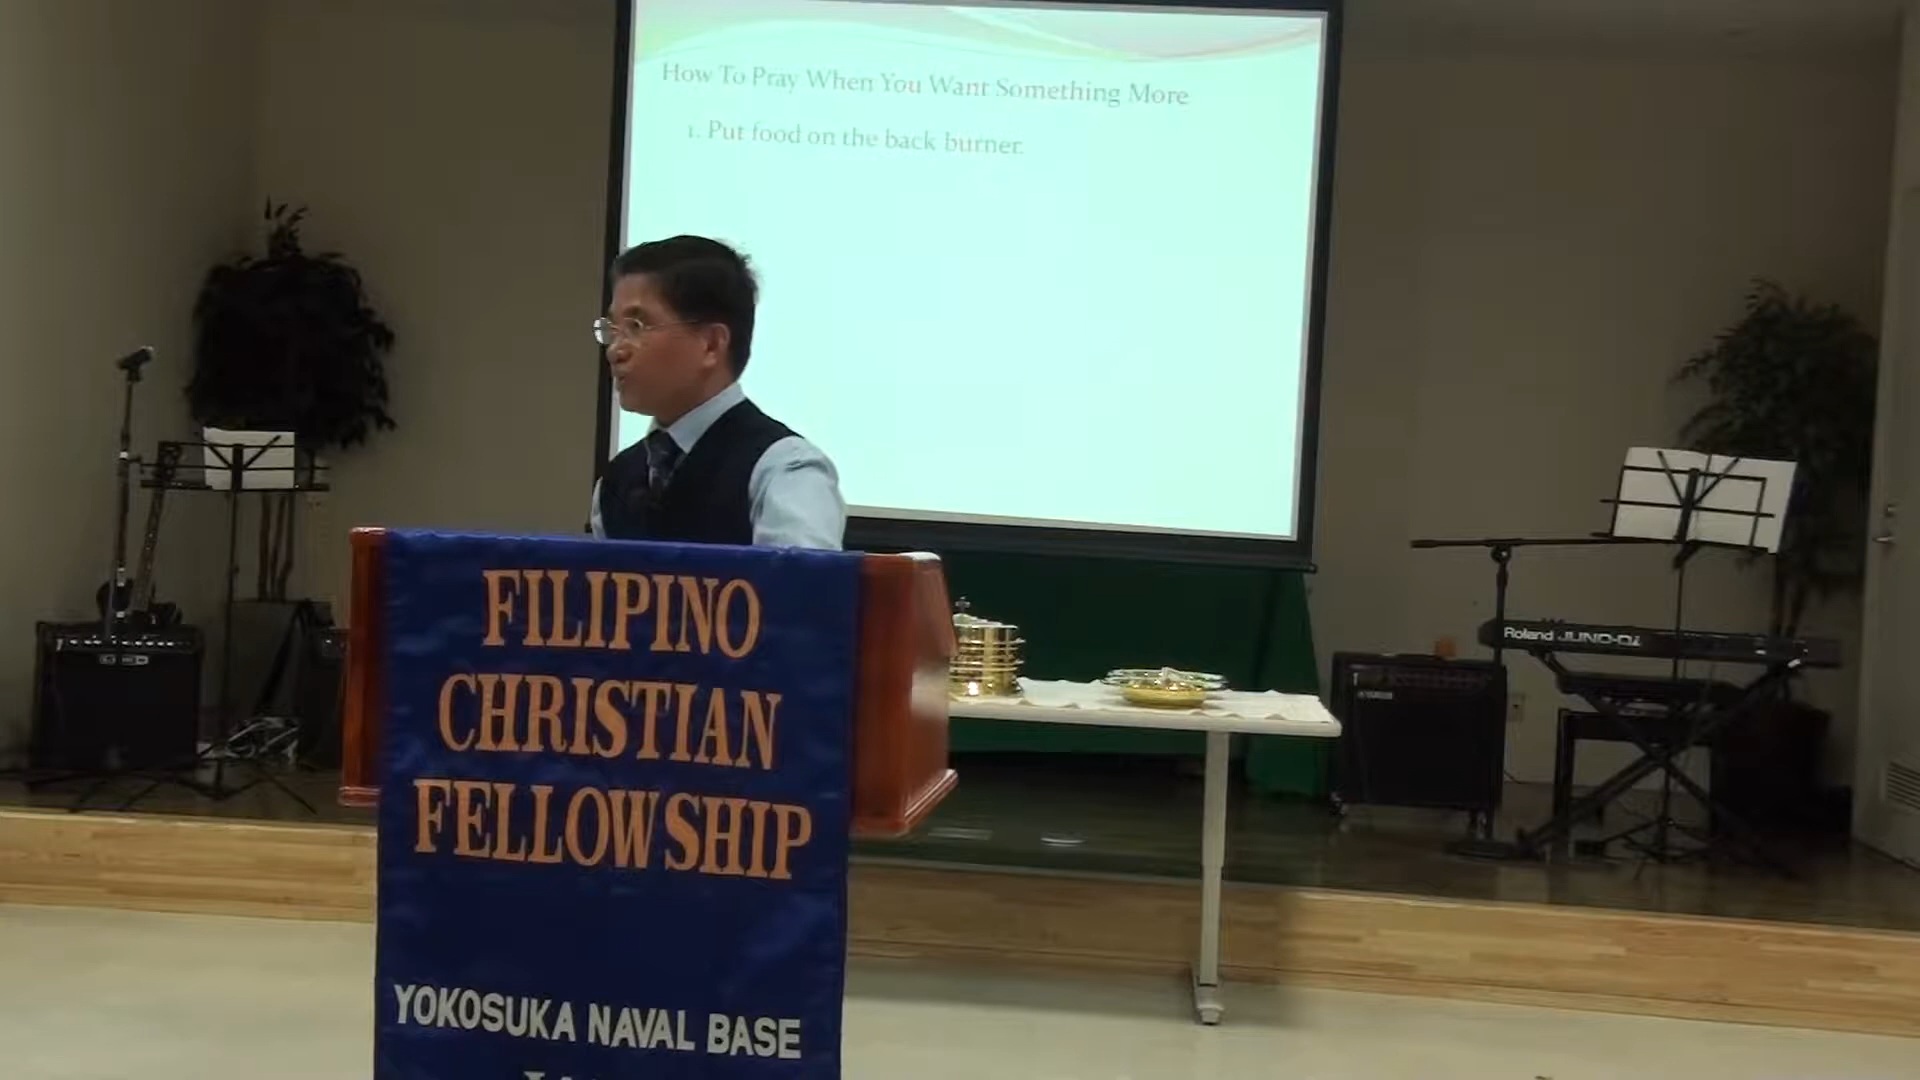 How To Pray When You Want Something More
1. Put food on the back burner.
FILIPINO
CHRISTIAN
FELLOWSHIP
YOKOSUKA NAVAL BASE
Roland JUNO-Di
YAMAHA